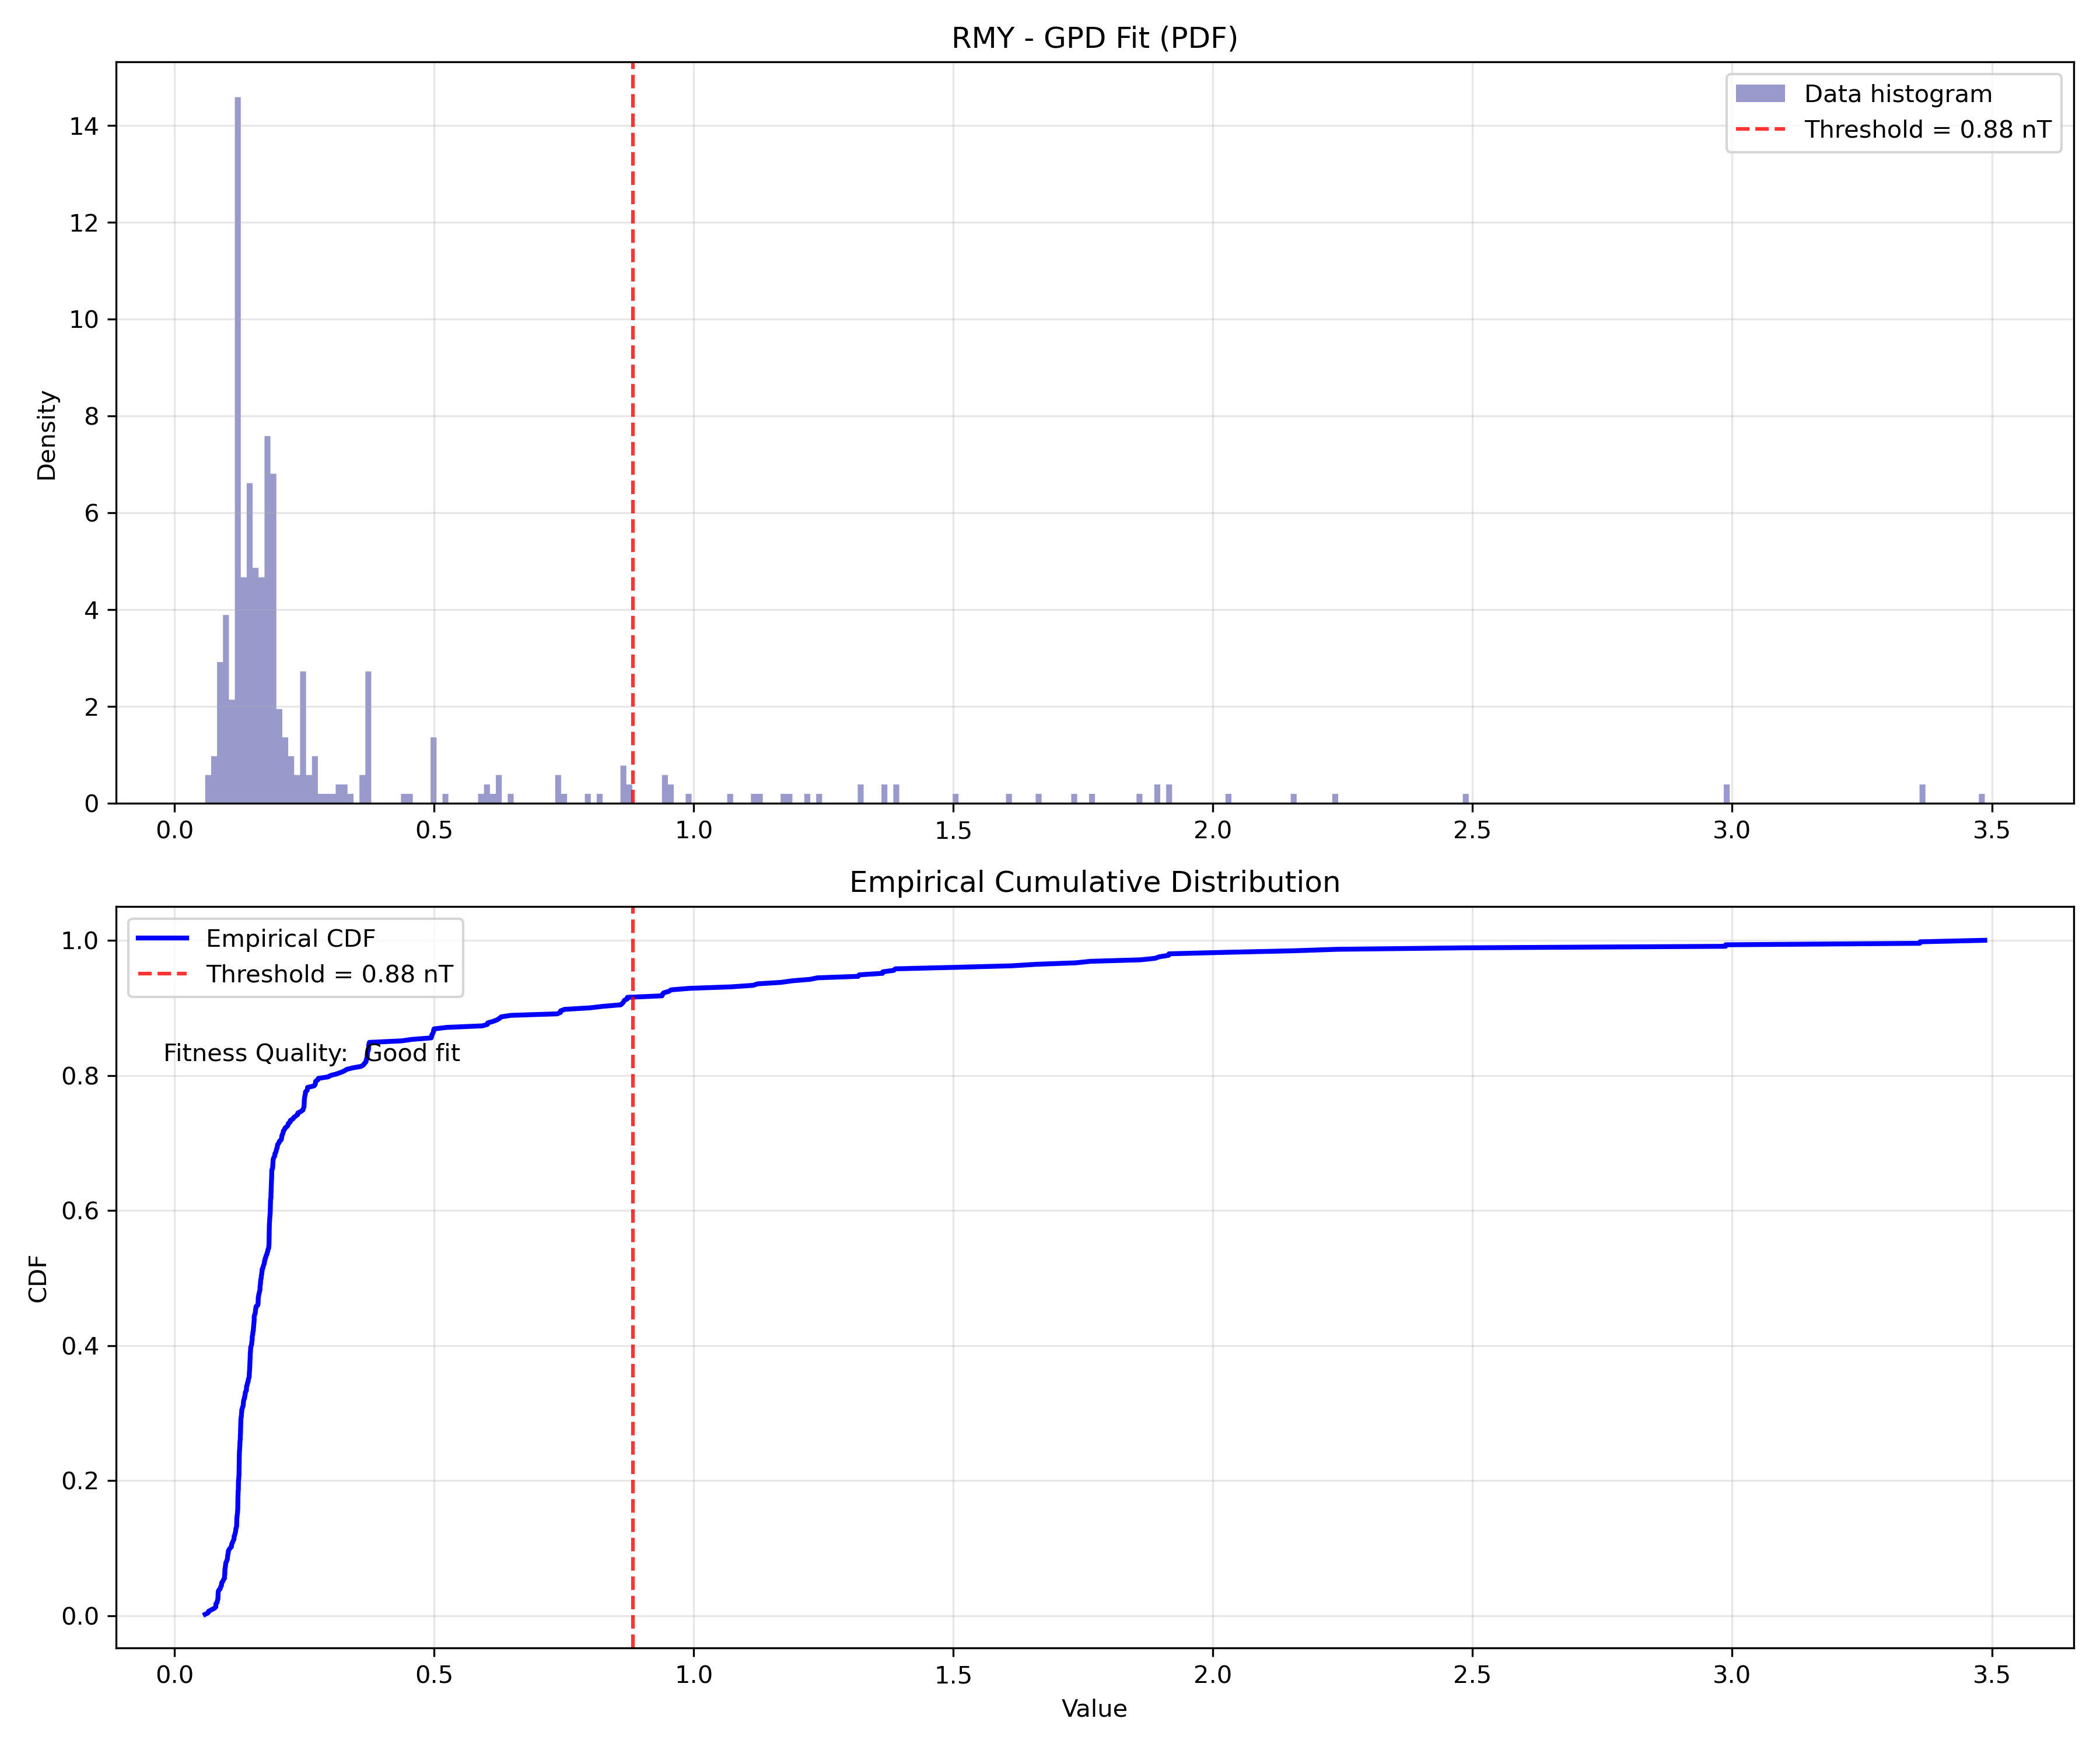 RMY - GPD Fit (PDF)
Density
14
12
10
8
6
4
2
0
Data histogram
Threshold = 0.88 nT
0.0 0.5 1.0 1.5 2.0 2.5 3.0 3.5
Empirical Cumulative Distribution
CDF
1.0
0.8
0.6
0.4
0.2
0.0
Empirical CDF
Threshold = 0.88 nT
Fitness Quality: Good fit
0.0 0.5 1.0 1.5 2.0 2.5 3.0 3.5
Value